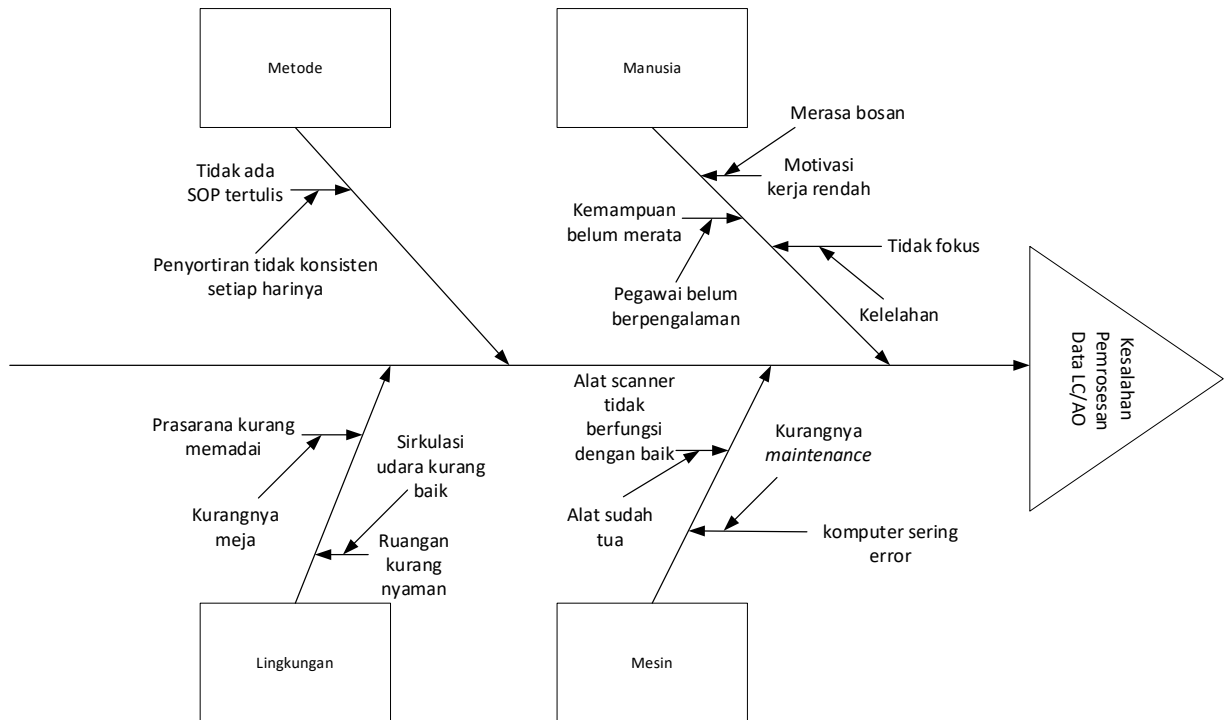 Metode
Manusia
Merasa bosan
Motivasi
kerja rendah
Tidak ada
SOP tertulis
Kemampuan
belum merata
Tidak fokus
Penyortiran tidak konsisten
setiap harinya
Pegawai belum
berpengalaman
Kelelahan
Kesalahan
Pemrosesan
Data LC/AO
Alat scanner
tidak
berfungsi
dengan baik
Prasarana kurang
memadai
Sirkulasi
udara kurang
baik
Kurangnya
maintenance
Kurangnya
meja
Alat sudah
tua
Ruangan
kurang
nyaman
komputer sering
error
Lingkungan
Mesin